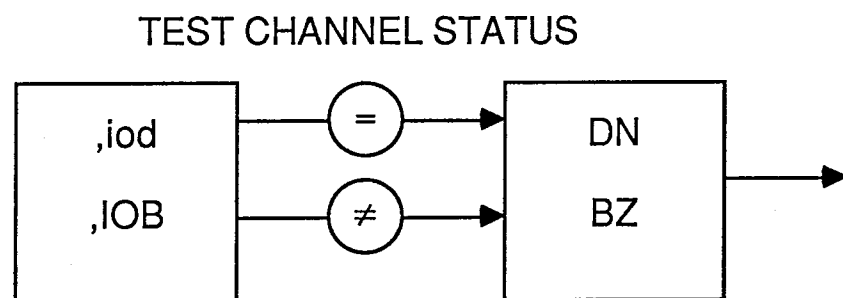 TEST CHANNEL STATUS
,iod = DN
,IOB ≠ BZ